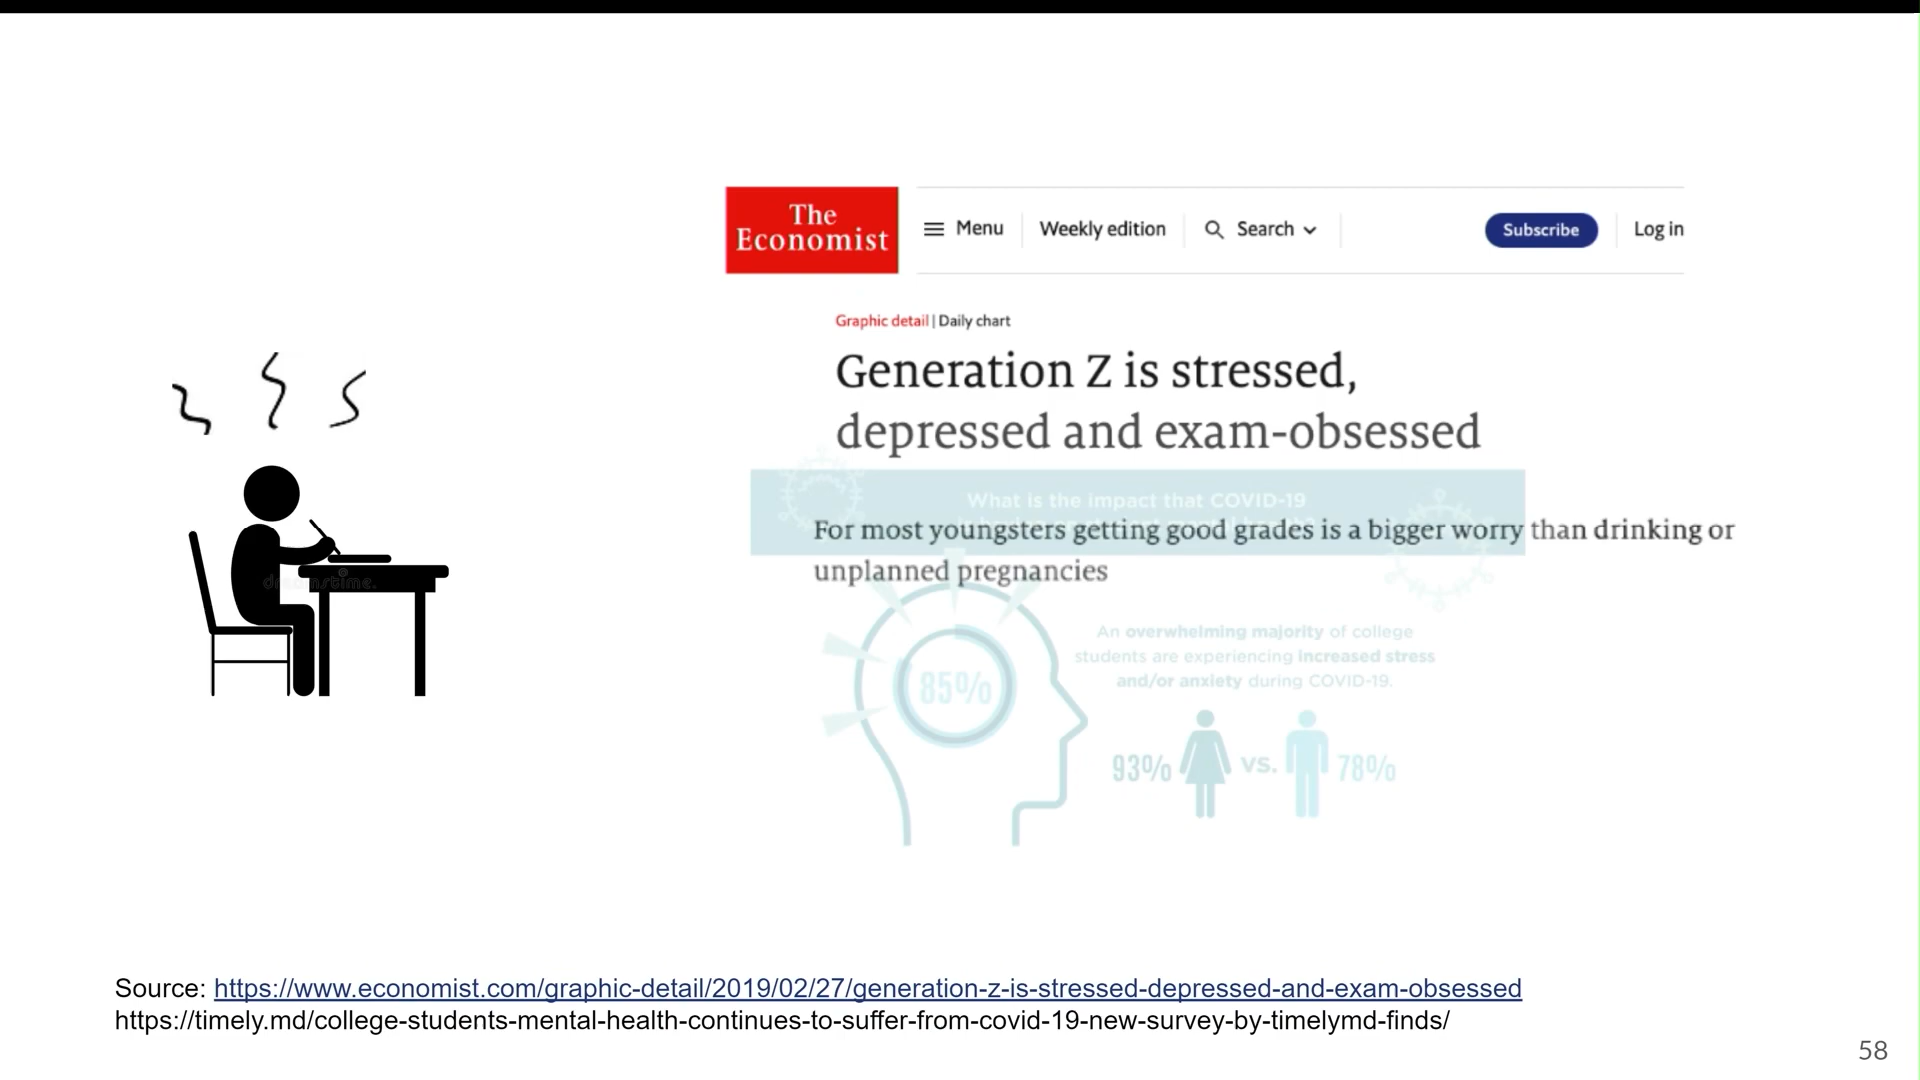 The
Economist
Menu
Weekly edition
Search
Subscribe
Log in
Graphic detail | Daily chart
Generation Z is stressed,
depressed and exam-obsessed
What is the impact that COVID-19
For most youngsters getting good grades is a bigger worry than drinking or
unplanned pregnancies
An overwhelming majority of college
students are experiencing increased stress
and/or anxiety during COVID-19.
85%
93%
VS.
78%
dreamstime.
Source: https://www.economist.com/graphic-detail/2019/02/27/generation-z-is-stressed-depressed-and-exam-obsessed
https://timely.md/college-students-mental-health-continues-to-suffer-from-covid-19-new-survey-by-timelymd-finds/
58